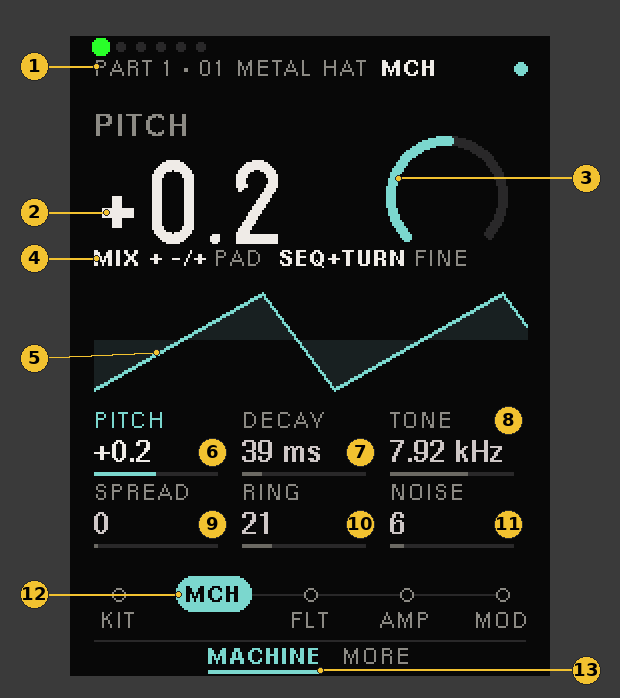 1 PART 1 · 01 METAL HAT MCH
PITCH
3
2 +0.2
4 MIX + -/+ PAD SEQ+TURN FINE
5
PITCH DECAY TONE 8
+0.2 6 39 ms 7 7.92 kHz
SPREAD RING NOISE
0 9 21 10 6 11
12 MCH
KIT FLT AMP MOD
MACHINE MORE
13